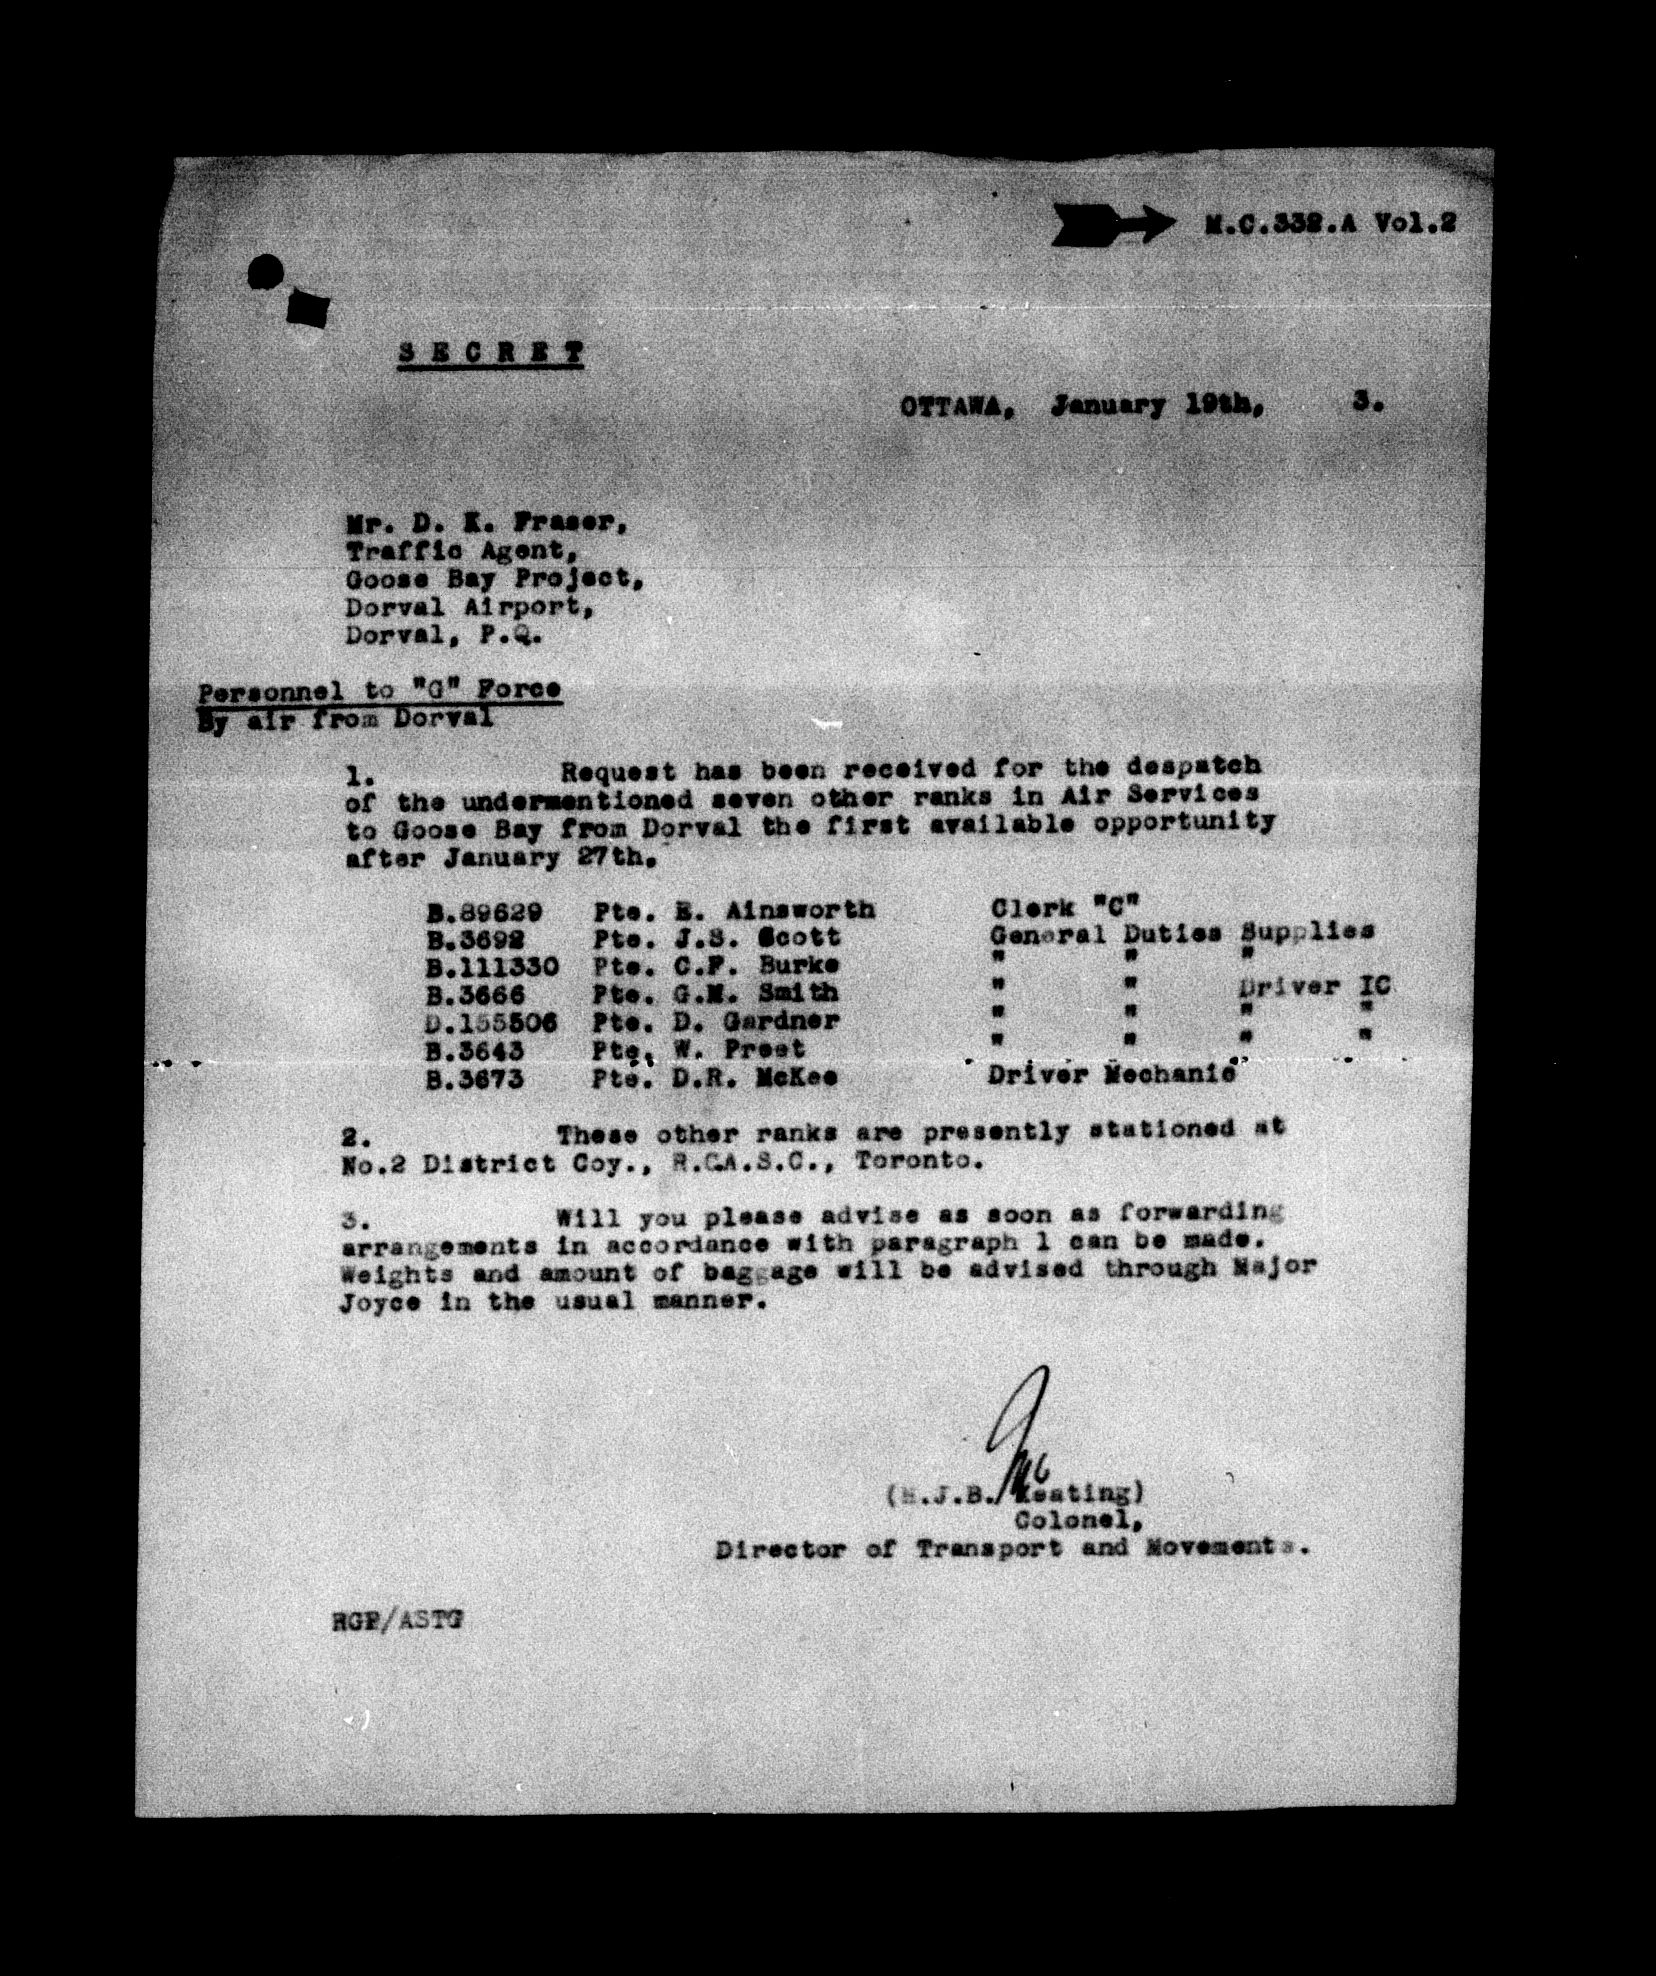 M.C.332.A Vol.2
S E C R E T
OTTAWA, January 19th, 3.
Mr. D. K. Fraser,
Traffic Agent,
Goose Bay Project,
Dorval Airport,
Dorval, P.Q.
Personnel to "G" Force
By air from Dorval
1. Request has been received for the despatch
of the undermentioned seven other ranks in Air Services
to Goose Bay from Dorval the first available opportunity
after January 27th.
B.89629 Pte. E. Ainsworth Clerk "C"
B.3692 Pte. J.S. Scott General Duties Supplies
B.111330 Pte. C.F. Burke " " "
B.3666 Pte. G.M. Smith " " Driver IC
D.155506 Pte. D. Gardner " " " "
B.3643 Pte. W. Prest " " " "
B.3673 Pte. D.R. McKee Driver Mechanic
2. These other ranks are presently stationed at
No.2 District Coy., R.C.A.S.C., Toronto.
3. Will you please advise as soon as forwarding
arrangements in accordance with paragraph 1 can be made.
Weights and amount of baggage will be advised through Major
Joyce in the usual manner.
Keating)
Colonel,
Director of Transport and Movements.
RGF/ASTG